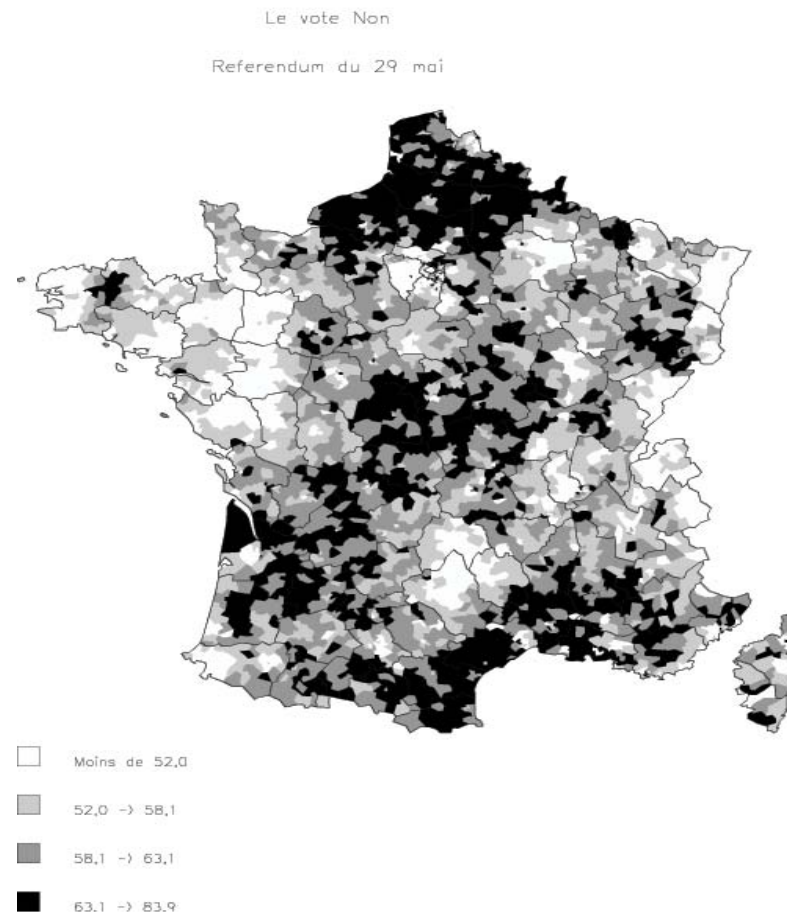 Le vote Non
Referendum du 29 mai
Moins de 52,0
52,0 -> 58,1
58,1 -> 63,1
63,1 -> 83,9